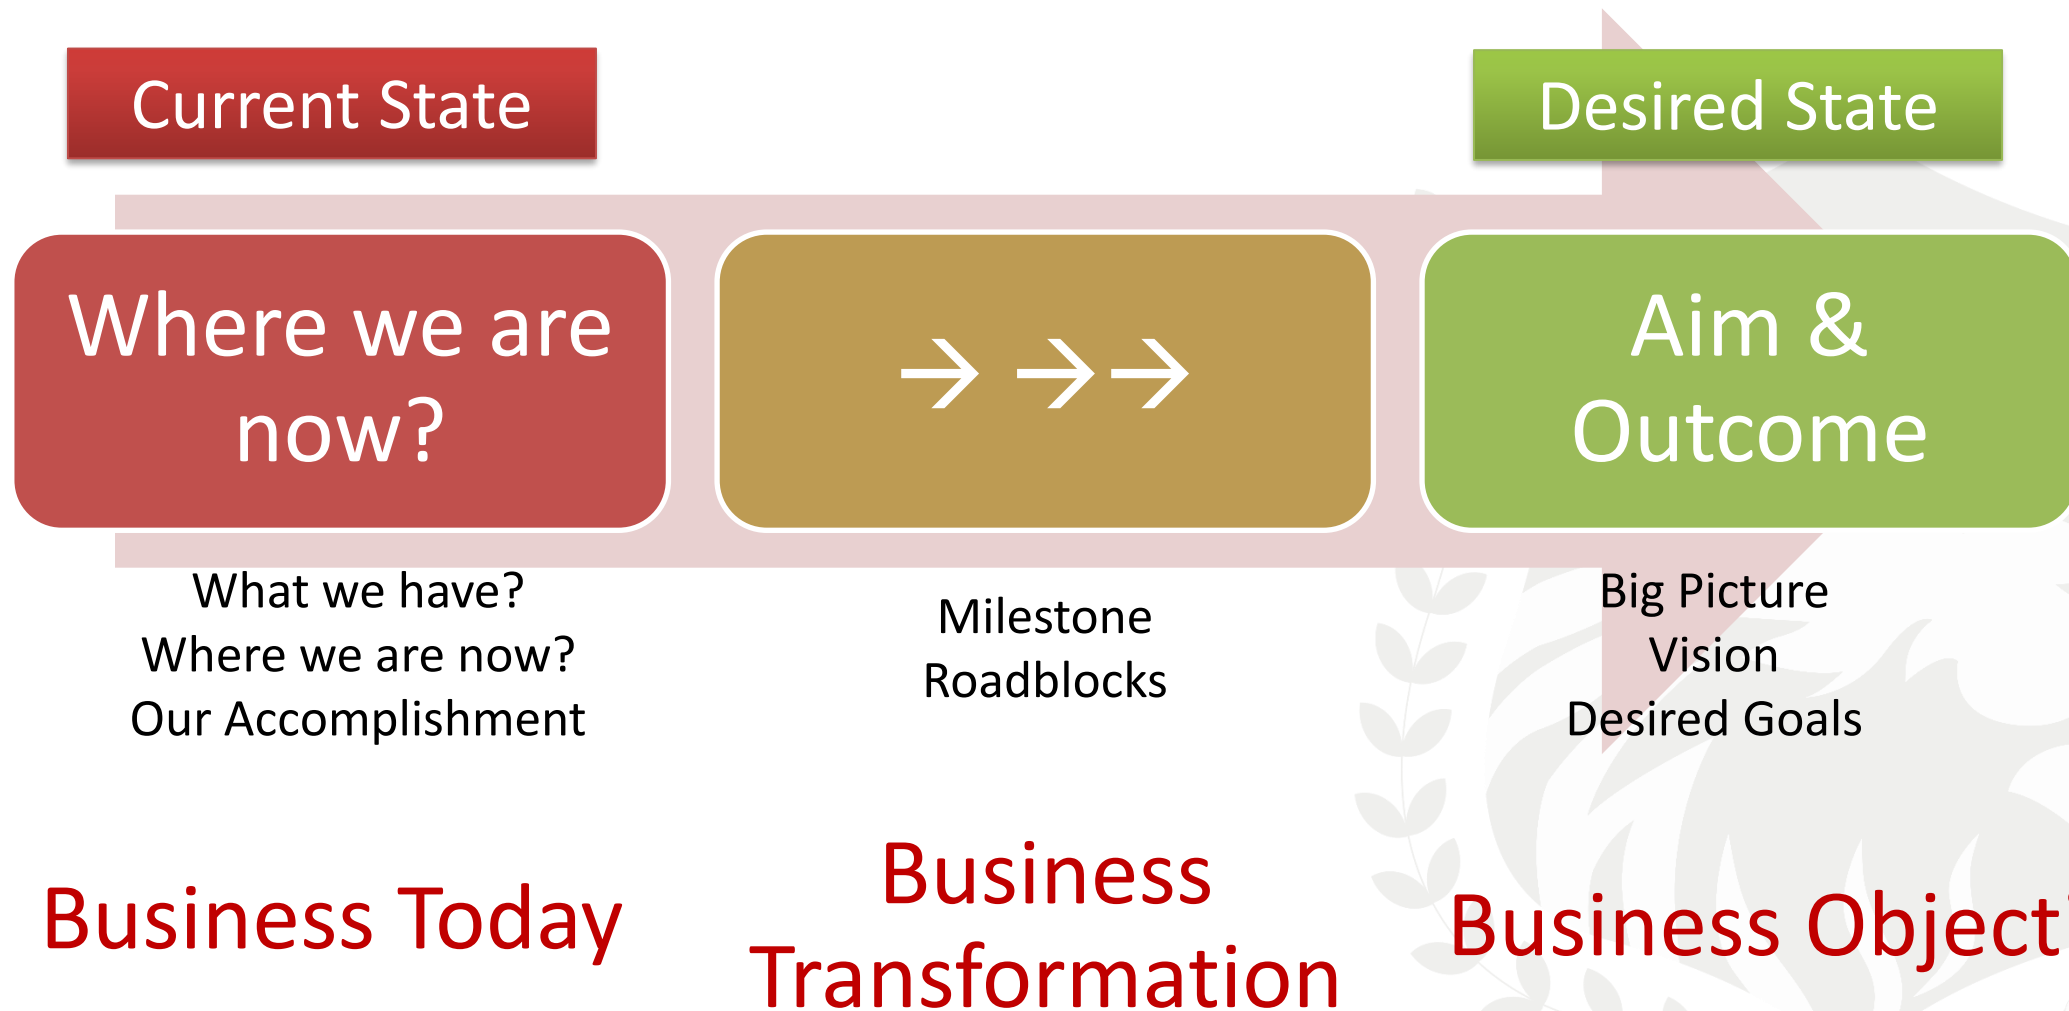 Current State
Desired State
Where we are
now?
→ →→
Aim &
Outcome
What we have?
Where we are now?
Our Accomplishment
Milestone
Roadblocks
Big Picture
Vision
Desired Goals
Business Today
Business
Transformation
Business